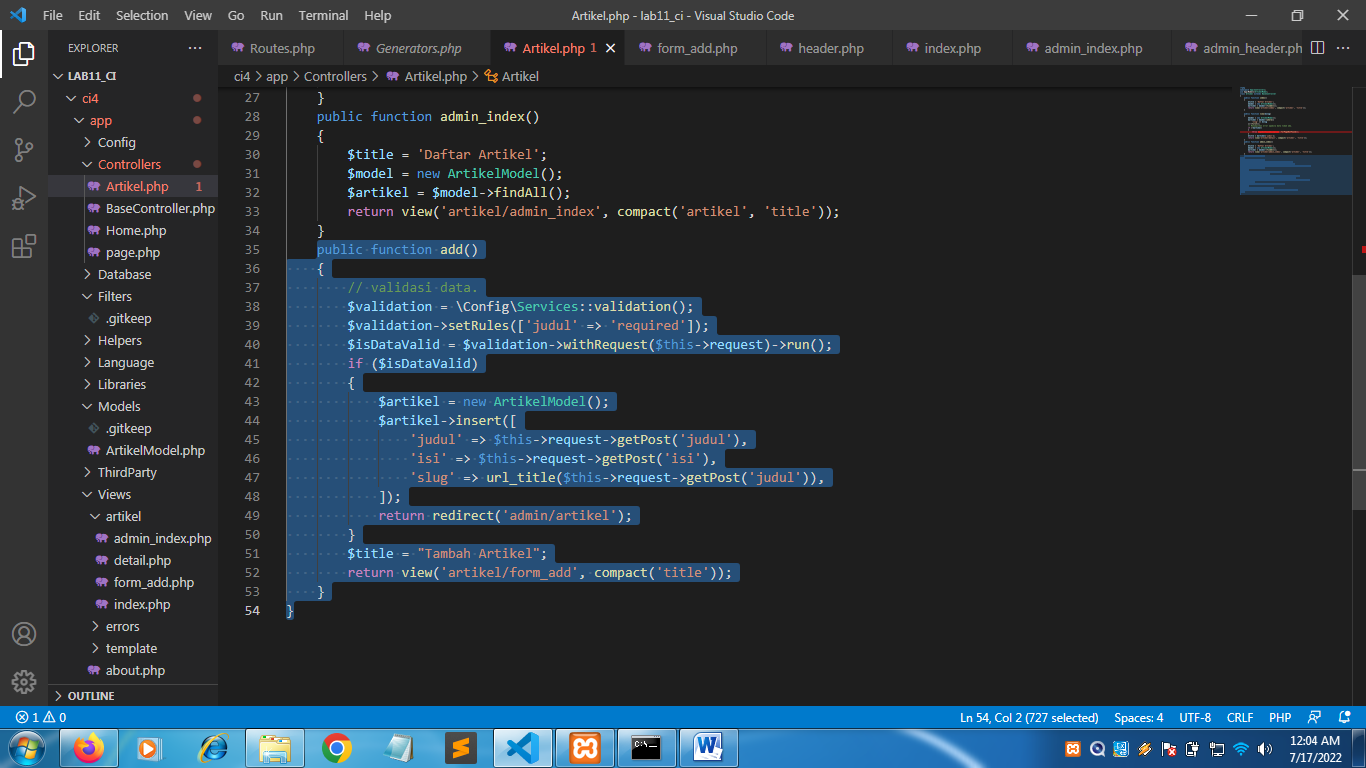 File Edit Selection View Go Run Terminal Help Artikel.php - lab11_ci - Visual Studio Code
EXPLORER
LAB11_CI
ci4
app
Config
Controllers
Artikel.php 1
BaseController.php
Home.php
page.php
Database
Filters
.gitkeep
Helpers
Language
Libraries
Models
.gitkeep
ArtikelModel.php
ThirdParty
Views
artikel
admin_index.php
detail.php
form_add.php
index.php
errors
template
about.php
OUTLINE
Routes.php Generators.php Artikel.php 1 form_add.php header.php index.php admin_index.php admin_header.ph
ci4 > app > Controllers > Artikel.php > Artikel
27 }
28 public function admin_index()
29 {
30 $title = 'Daftar Artikel';
31 $model = new ArtikelModel();
32 $artikel = $model->findAll();
33 return view('artikel/admin_index', compact('artikel', 'title'));
34 }
35 public function add()
36 {
37 // validasi data.
38 $validation = \Config\Services::validation();
39 $validation->setRules(['judul' => 'required']);
40 $isDataValid = $validation->withRequest($this->request)->run();
41 if ($isDataValid)
42 {
43 $artikel = new ArtikelModel();
44 $artikel->insert([
45 'judul' => $this->request->getPost('judul'),
46 'isi' => $this->request->getPost('isi'),
47 'slug' => url_title($this->request->getPost('judul')),
48 ]);
49 return redirect('admin/artikel');
50 }
51 $title = "Tambah Artikel";
52 return view('artikel/form_add', compact('title'));
53 }
54 }
1 0 Ln 54, Col 2 (727 selected) Spaces: 4 UTF-8 CRLF PHP
12:04 AM
7/17/2022